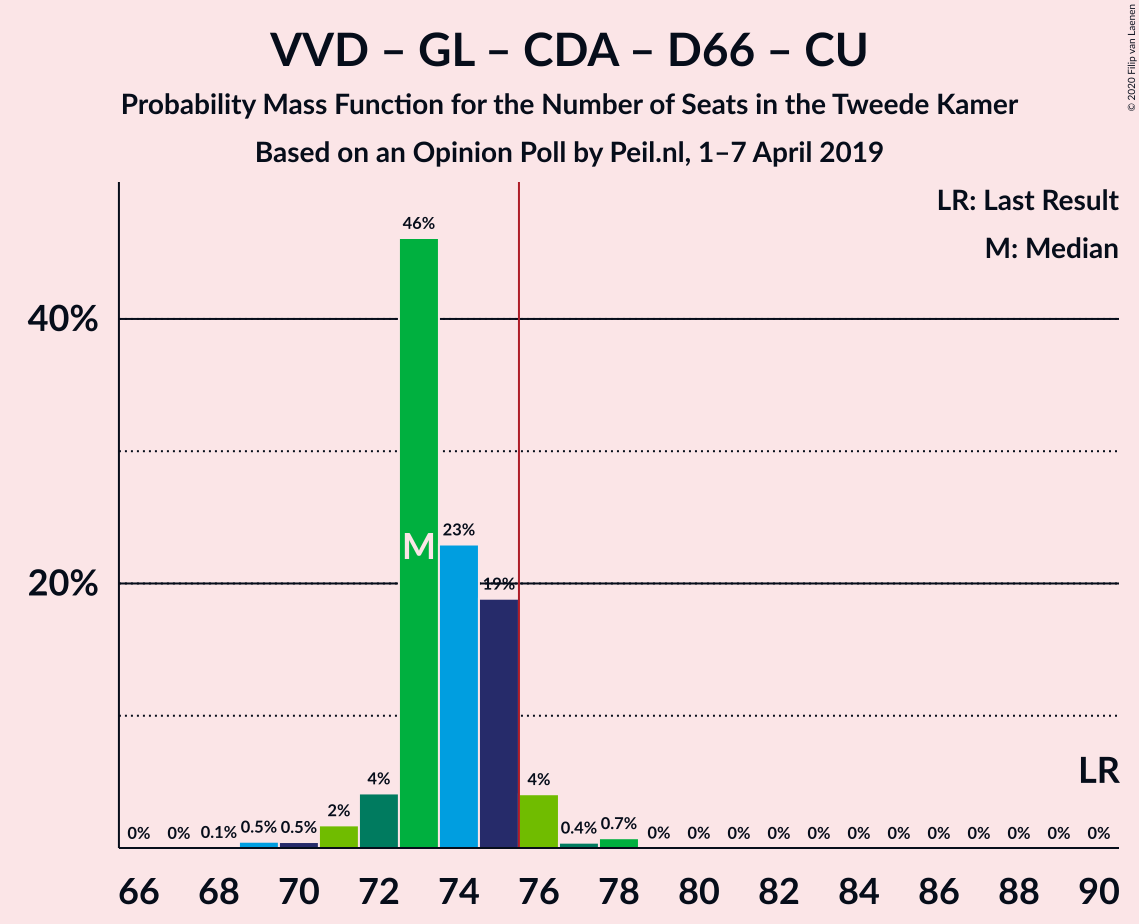 VVD – GL – CDA – D66 – CU
Probability Mass Function for the Number of Seats in the Tweede Kamer
Based on an Opinion Poll by Peil.nl, 1–7 April 2019
© 2020 Filip van Laenen
LR: Last Result
M: Median
40%
20%
0% 0% 0.1% 0.5% 0.5% 2% 4% 46% 23% 19% 4% 0.4% 0.7% 0% 0% 0% 0% 0% 0% 0% 0% 0% 0% 0% 0%
M
LR
66 68 70 72 74 76 78 80 82 84 86 88 90